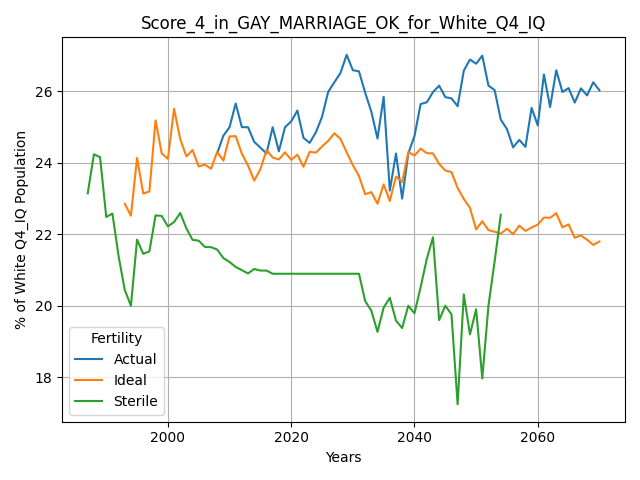 Score_4_in_GAY_MARRIAGE_OK_for_White_Q4_IQ
% of White Q4_IQ Population
26
24
22
20
18
Fertility
Actual
Ideal
Sterile
2000
2020
2040
2060
Years